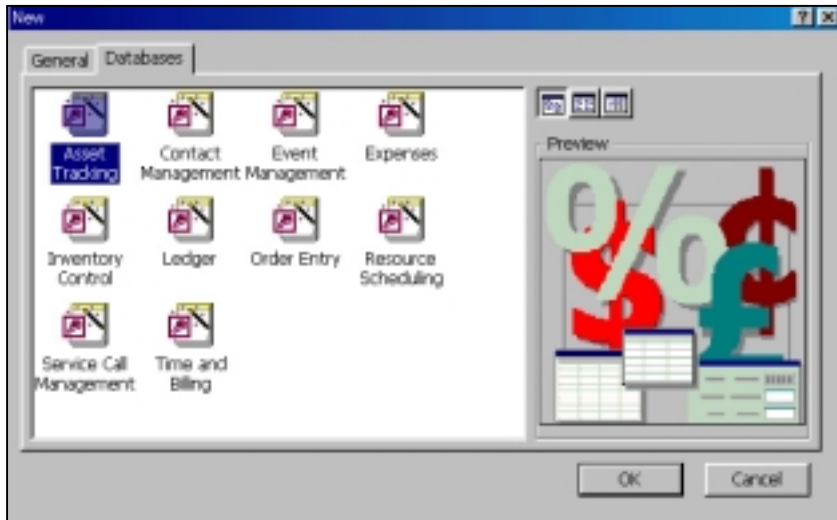 New
General Databases
Asset
Tracking
Contact
Management
Event
Management
Expenses
Preview
Inventory
Control
Ledger
Order Entry
Resource
Scheduling
Service Call
Management
Time and
Billing
% $ ¢ £
OK Cancel